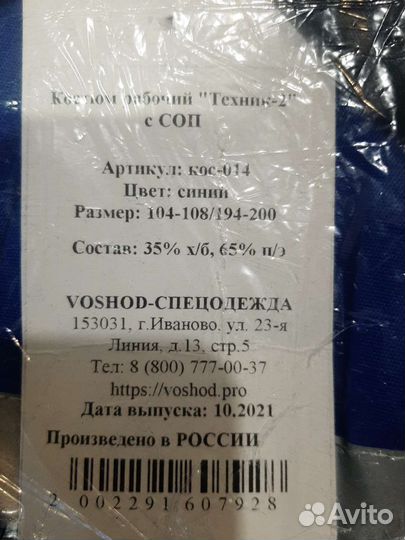 Костюм рабочий "Техник-2"
с СОП
Артикул: кос-014
Цвет: синий
Размер: 104-108/194-200
Состав: 35% х/б, 65% п/э
VOSHOD-СПЕЦОДЕЖДА
153031, г.Иваново, ул. 23-я
Линия, д.13, стр.5
Тел: 8 (800) 777-00-37
https://voshod.pro
Дата выпуска: 10.2021
Произведено в РОССИИ
2 002291 607928
Avito